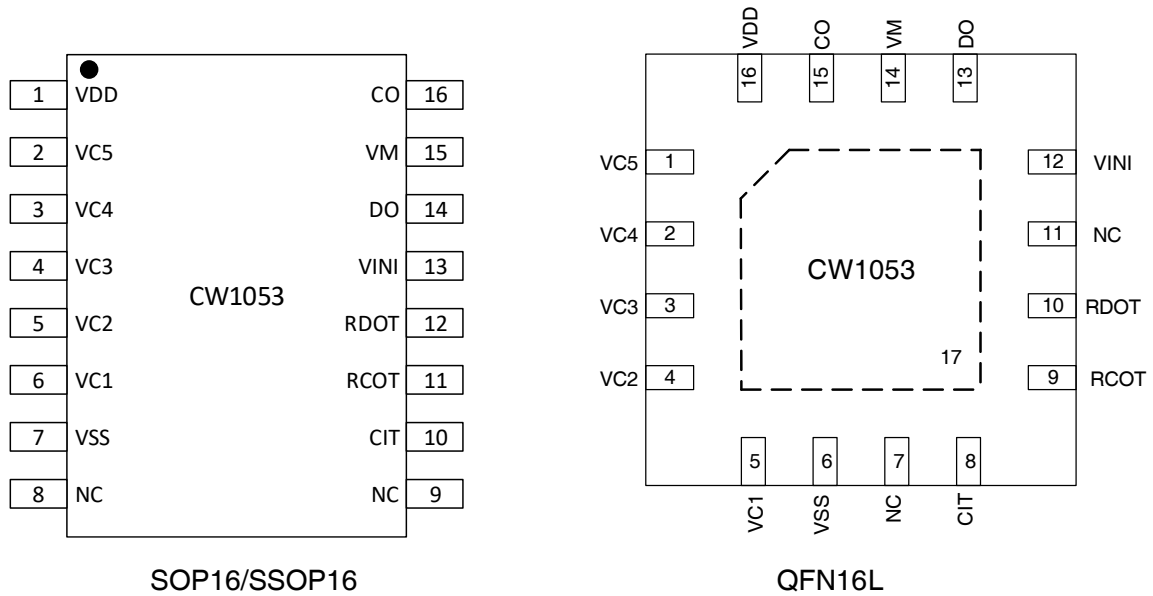 VDD CO VM DO
16 15 14 13
1 VDD CO 16
2 VC5 VM 15
3 VC4 DO 14
4 VC3 VINI 13
5 VC2 RDOT 12
6 VC1 RCOT 11
7 VSS CIT 10
8 NC NC 9
CW1053
SOP16/SSOP16
VC5 1 12 VINI
VC4 2 11 NC
CW1053
VC3 3 10 RDOT
17
VC2 4 9 RCOT
5 6 7 8
VC1 VSS NC CIT
QFN16L